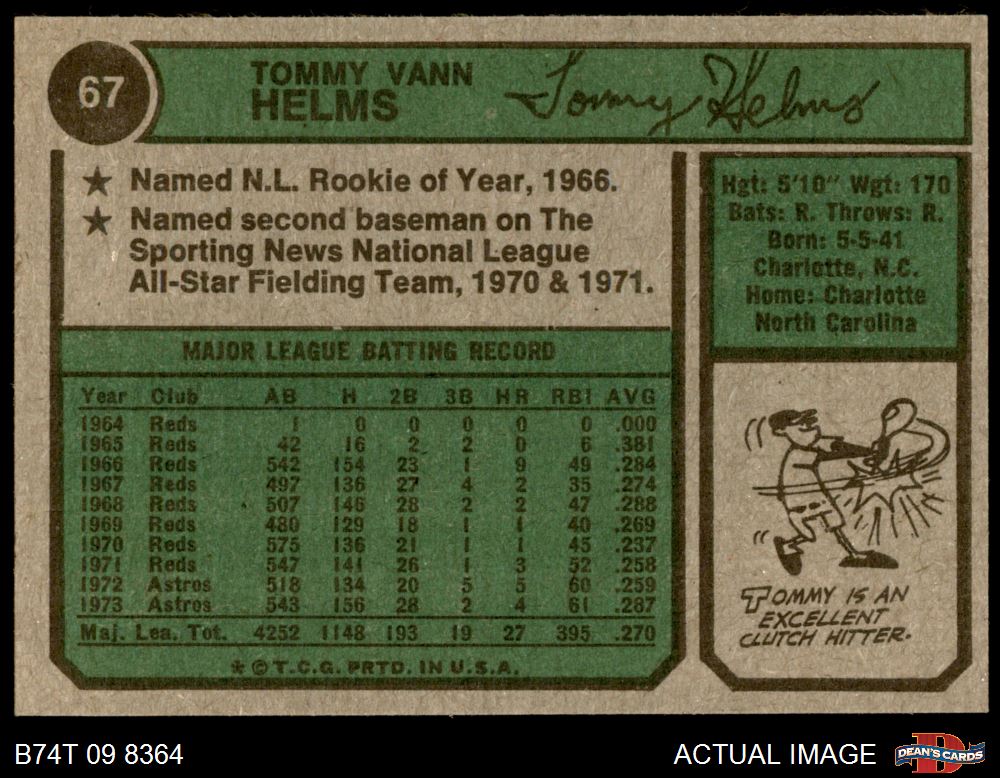 67
TOMMY VANN
HELMS
Tommy Helms
★ Named N.L. Rookie of Year, 1966.
★ Named second baseman on The
Sporting News National League
All-Star Fielding Team, 1970 & 1971.
Hgt: 5'10" Wgt: 170
Bats: R. Throws: R.
Born: 5-5-41
Charlotte, N.C.
Home: Charlotte
North Carolina
MAJOR LEAGUE BATTING RECORD
Year Club AB H 2B 3B HR RBI AVG
1964 Reds 1 0 0 0 0 0 .000
1965 Reds 42 16 2 2 0 6 .381
1966 Reds 542 154 23 1 9 49 .284
1967 Reds 497 136 27 4 2 35 .274
1968 Reds 507 146 28 2 2 47 .288
1969 Reds 480 129 18 1 1 40 .269
1970 Reds 575 136 21 1 1 45 .237
1971 Reds 547 141 26 1 3 52 .258
1972 Astros 518 134 20 5 5 60 .259
1973 Astros 543 156 28 2 4 61 .287
Maj. Lea. Tot. 4252 1148 193 19 27 395 .270
★ © T.C.G. PRTD. IN U.S.A.
TOMMY IS AN
EXCELLENT
CLUTCH HITTER.
B74T 09 8364
ACTUAL IMAGE
D
DEAN'S CARDS